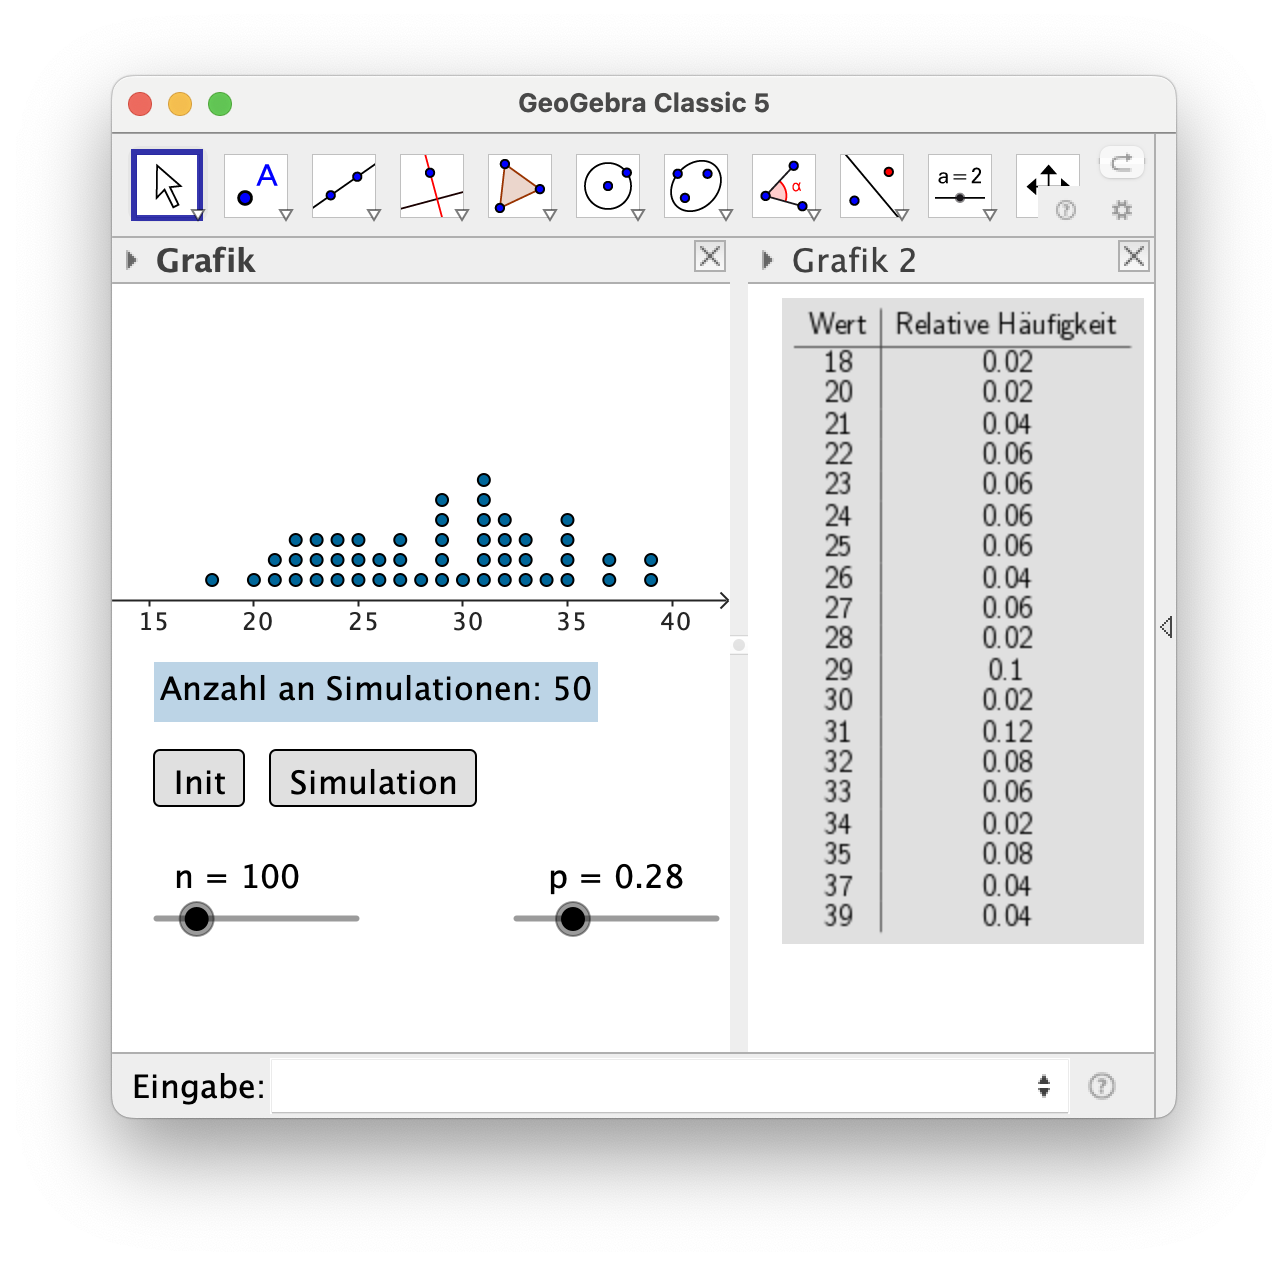 GeoGebra Classic 5
A
α
a=2
Grafik
Grafik 2
15 20 25 30 35 40
Anzahl an Simulationen: 50
Init Simulation
n = 100 p = 0.28
Wert Relative Häufigkeit
18 0.02
20 0.02
21 0.04
22 0.06
23 0.06
24 0.06
25 0.06
26 0.04
27 0.06
28 0.02
29 0.1
30 0.02
31 0.12
32 0.08
33 0.06
34 0.02
35 0.08
37 0.04
39 0.04
Eingabe: